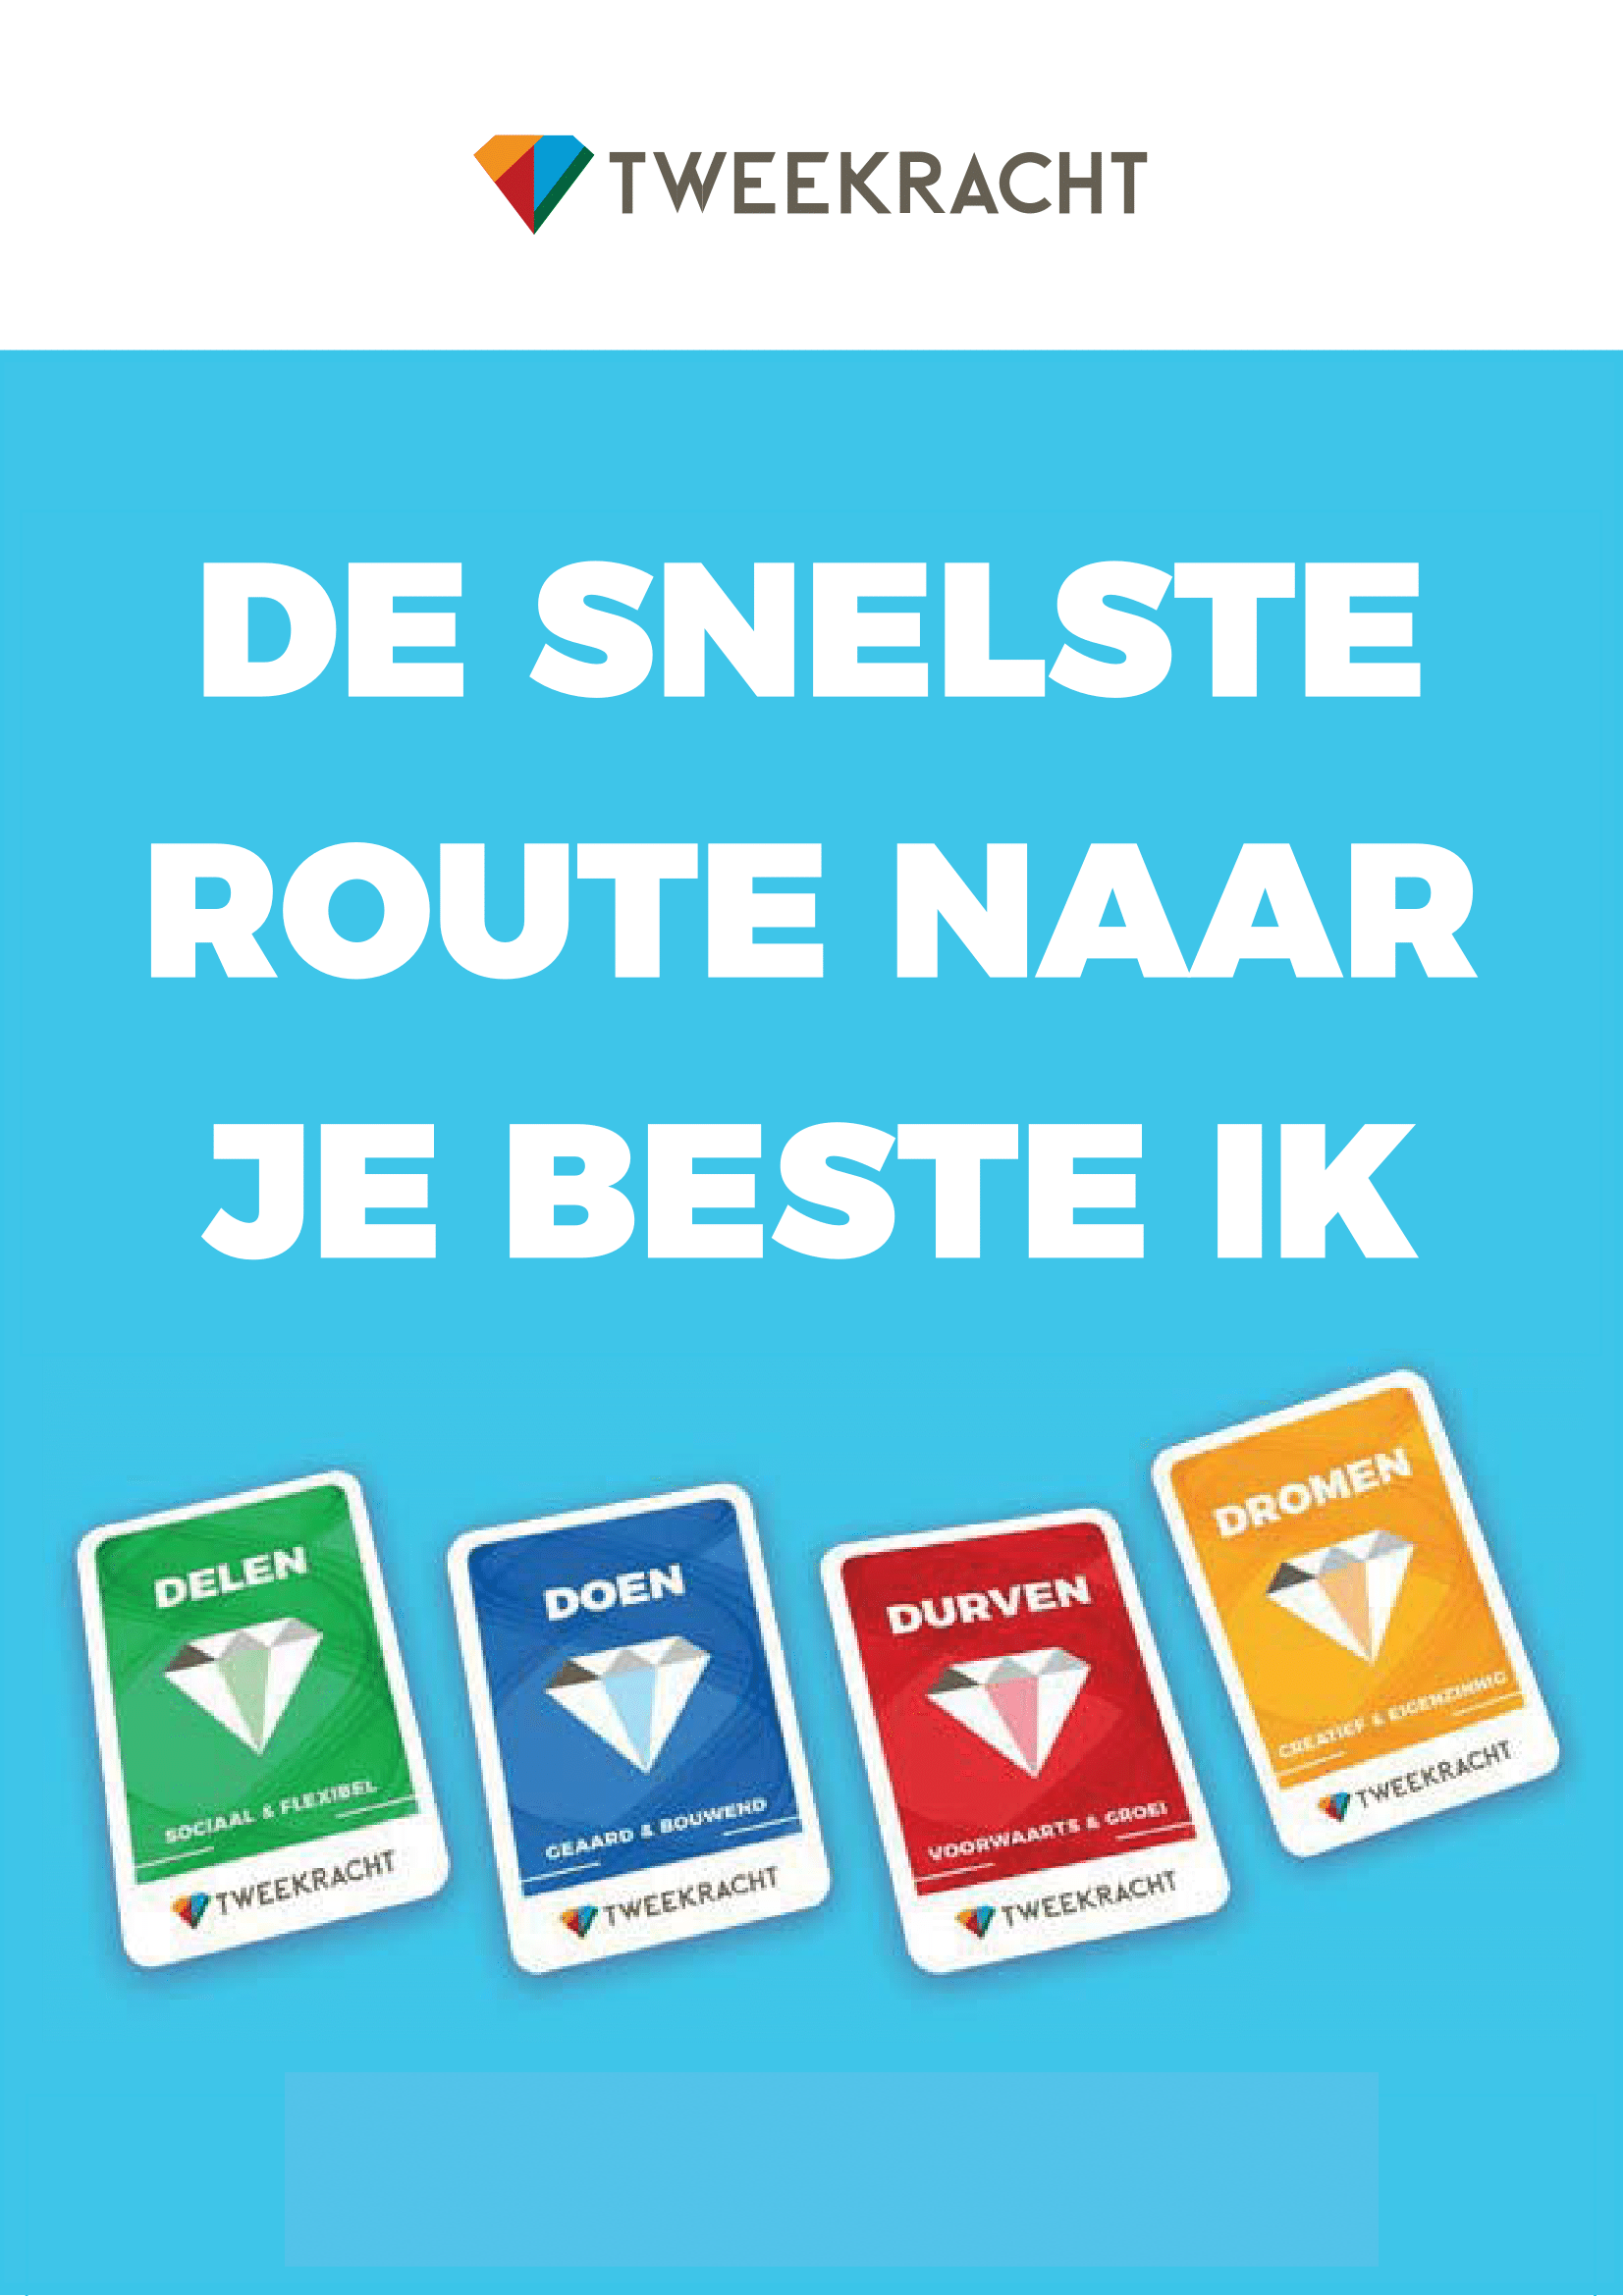 TWEEKRACHT
DE SNELSTE
ROUTE NAAR
JE BESTE IK
DELEN
SOCIAAL & FLEXIBEL
TWEEKRACHT
DOEN
GEAARD & BOUWEND
TWEEKRACHT
DURVEN
VOORWAARTS & GROEI
TWEEKRACHT
DROMEN
CREATIEF & EIGENZINNIG
TWEEKRACHT